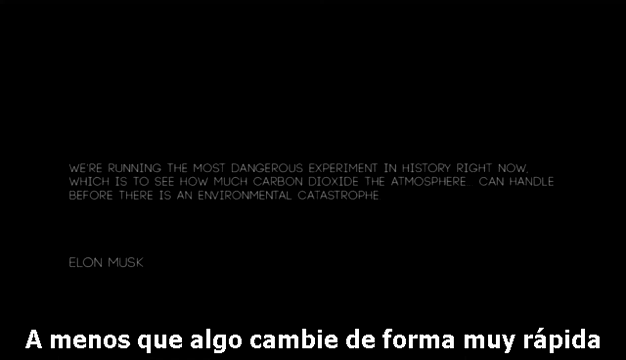 WE'RE RUNNING THE MOST DANGEROUS EXPERIMENT IN HISTORY RIGHT NOW,
WHICH IS TO SEE HOW MUCH CARBON DIOXIDE THE ATMOSPHERE CAN HANDLE
BEFORE THERE IS AN ENVIRONMENTAL CATASTROPHE
ELON MUSK
A menos que algo cambie de forma muy rápida